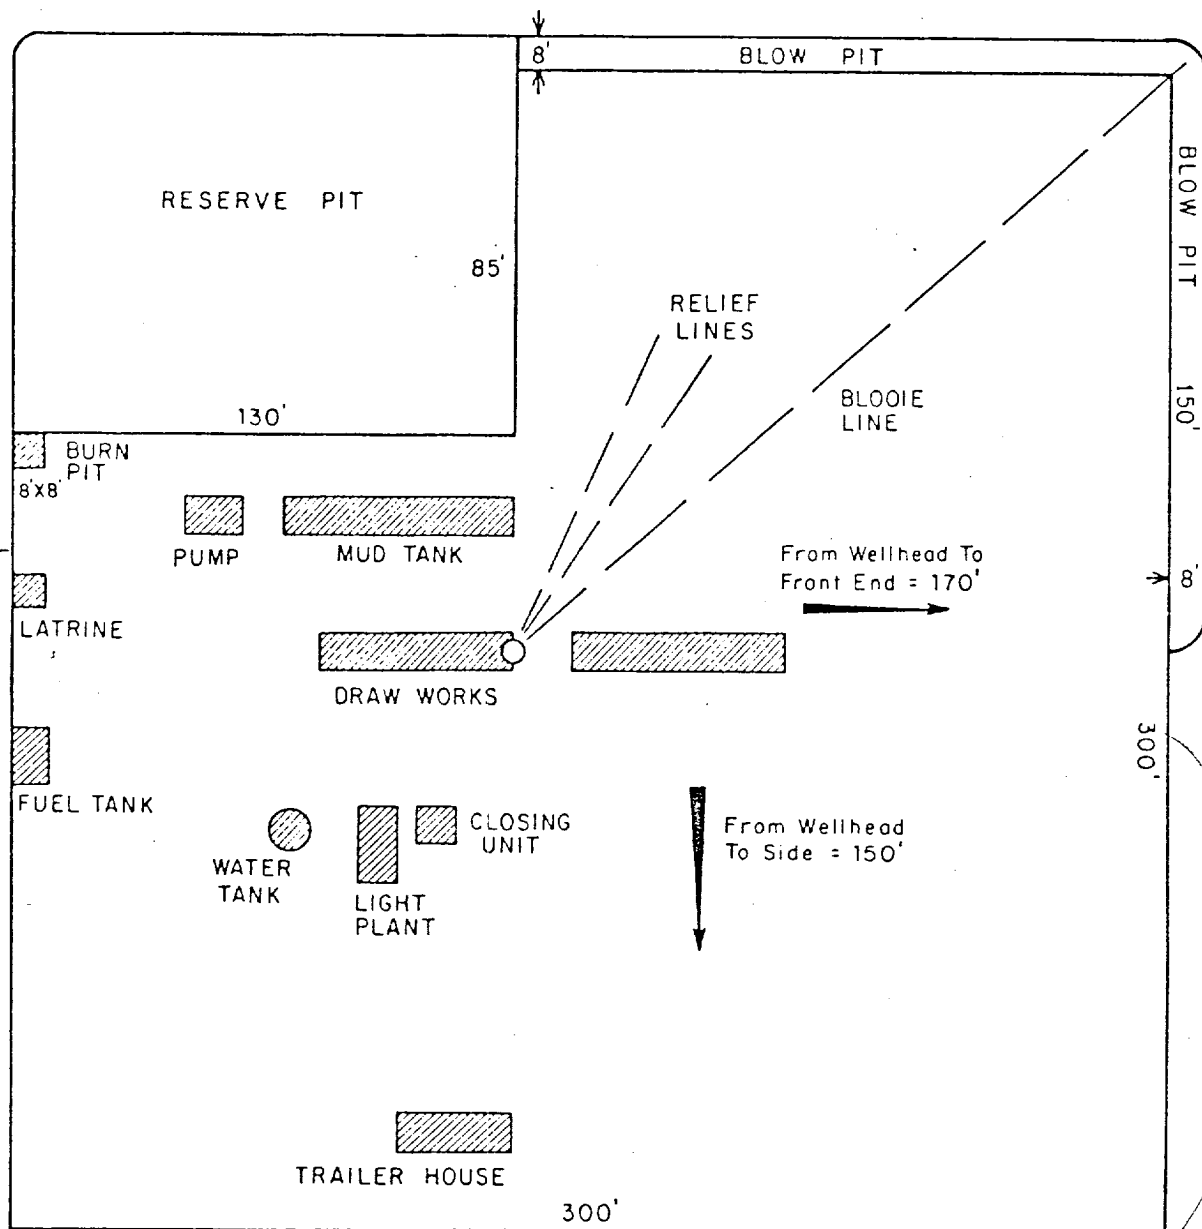 8'
BLOW PIT
BLOW PIT
RESERVE PIT
85'
RELIEF
LINES
130'
BLOOIE
LINE
150'
BURN
PIT
8'X8'
PUMP
MUD TANK
From Wellhead To
Front End = 170'
8'
LATRINE
DRAW WORKS
300'
FUEL TANK
CLOSING
UNIT
From Wellhead
To Side = 150'
WATER
TANK
LIGHT
PLANT
TRAILER HOUSE
300'